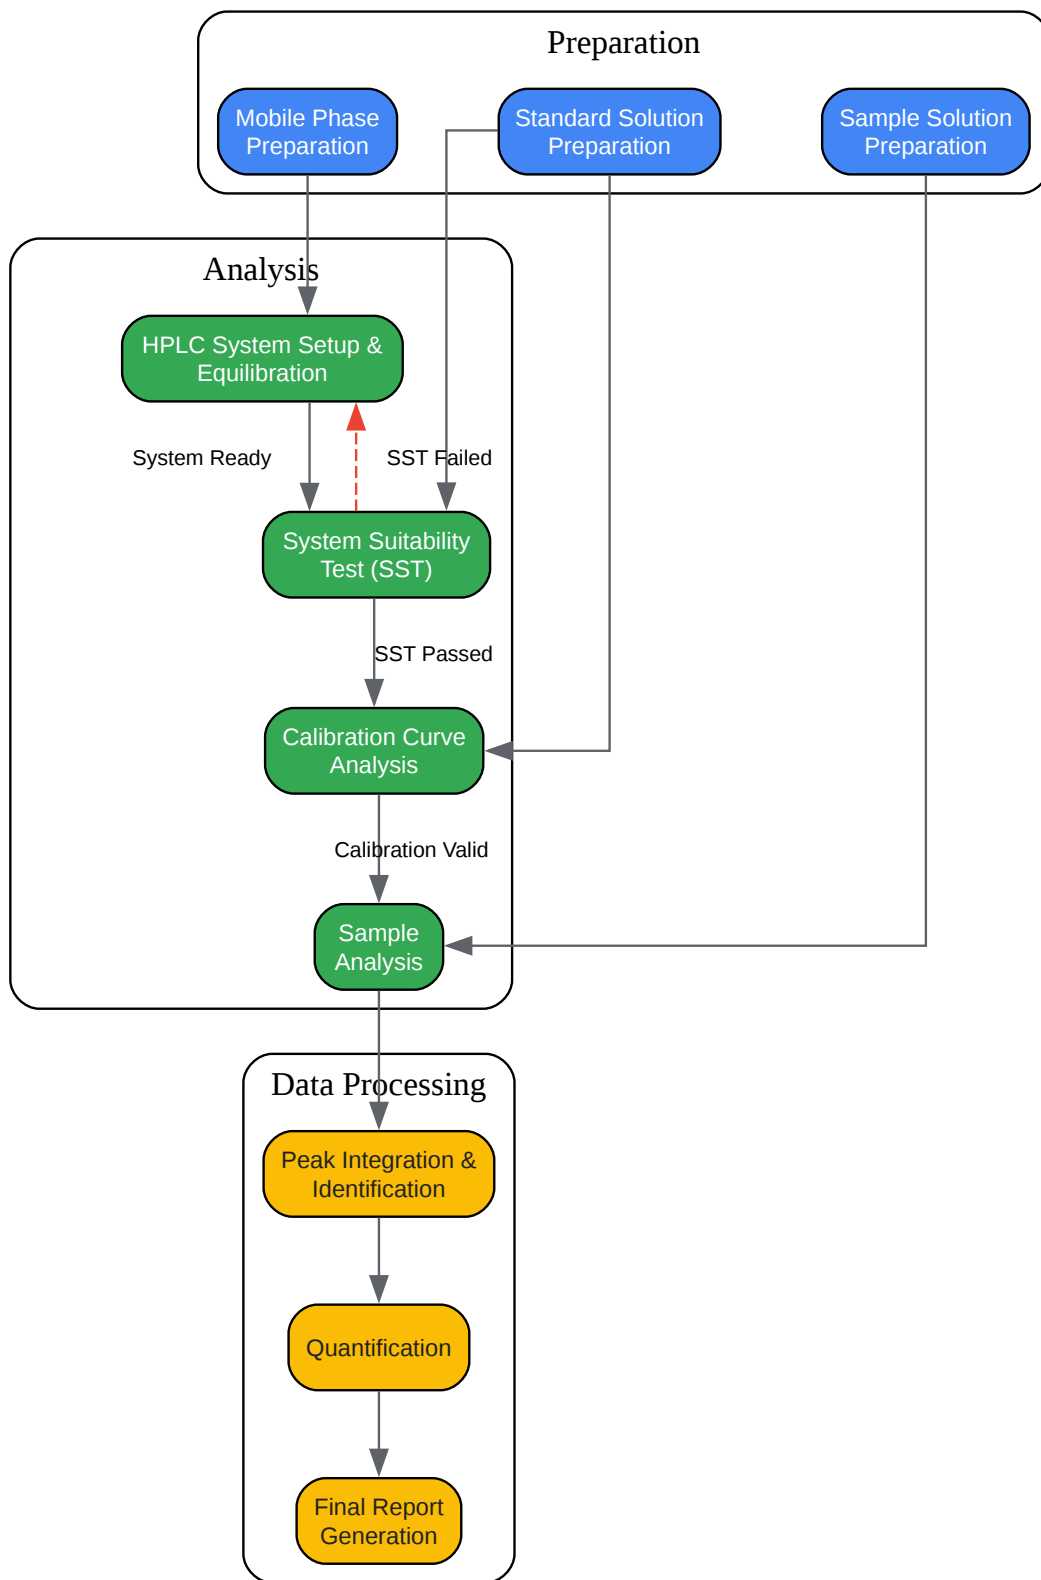 Preparation
Mobile Phase
Preparation
Standard Solution
Preparation
Sample Solution
Preparation
Analysis
HPLC System Setup &
Equilibration
System Ready
SST Failed
System Suitability
Test (SST)
SST Passed
Calibration Curve
Analysis
Calibration Valid
Sample
Analysis
Data Processing
Peak Integration &
Identification
Quantification
Final Report
Generation